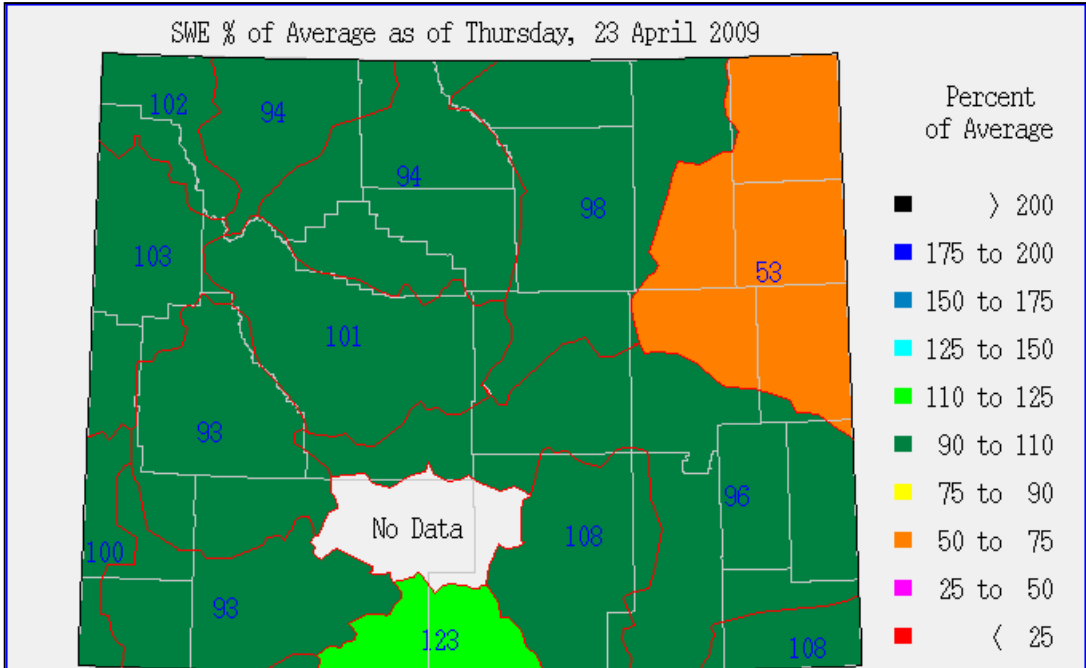 SWE % of Average as of Thursday, 23 April 2009
102
94
94
98
103
53
101
93
96
No Data
108
100
93
123
108
Percent
of Average
> 200
175 to 200
150 to 175
125 to 150
110 to 125
90 to 110
75 to 90
50 to 75
25 to 50
< 25